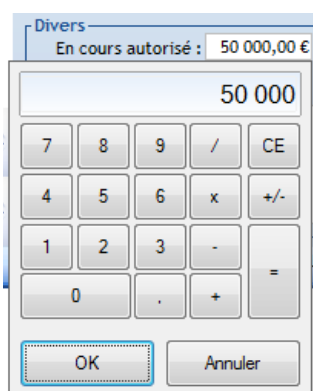 Divers
En cours autorisé : 50 000,00 €
50 000
7 8 9 / CE
4 5 6 x +/-
1 2 3 - =
0 . +
OK Annuler